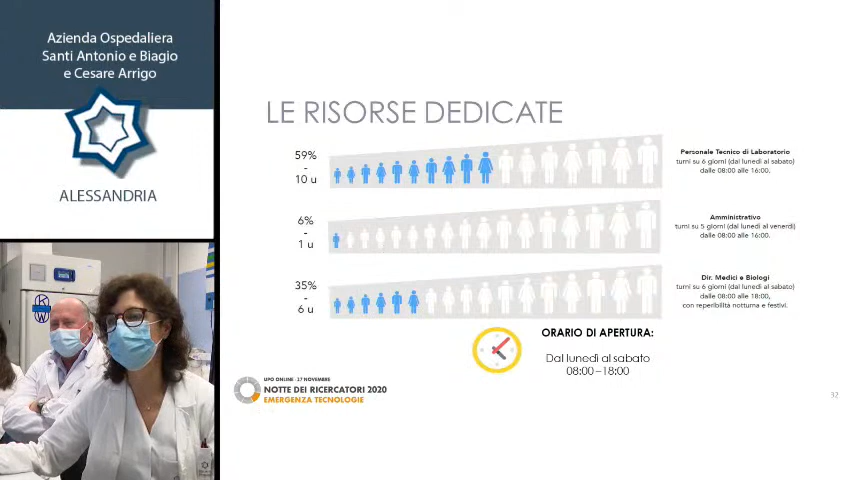 Azienda Ospedaliera
Santi Antonio e Biagio
e Cesare Arrigo
ALESSANDRIA
LE RISORSE DEDICATE
59%
-
10 u
Personale Tecnico di Laboratorio
turni su 6 giorni (dal lunedì al sabato)
dalle 08:00 alle 16:00.
6%
-
1 u
Amministrativo
turni su 5 giorni (dal lunedì al venerdì)
dalle 08:00 alle 16:00.
35%
-
6 u
Dir. Medici e Biologi
turni su 6 giorni (dal lunedì al sabato)
dalle 08:00 alle 18:00,
con reperibilità notturna e festivi.
ORARIO DI APERTURA:
Dal lunedì al sabato
08:00–18:00
UPO ONLINE · 27 NOVEMBRE
NOTTE DEI RICERCATORI 2020
EMERGENZA TECNOLOGIE
32
KW